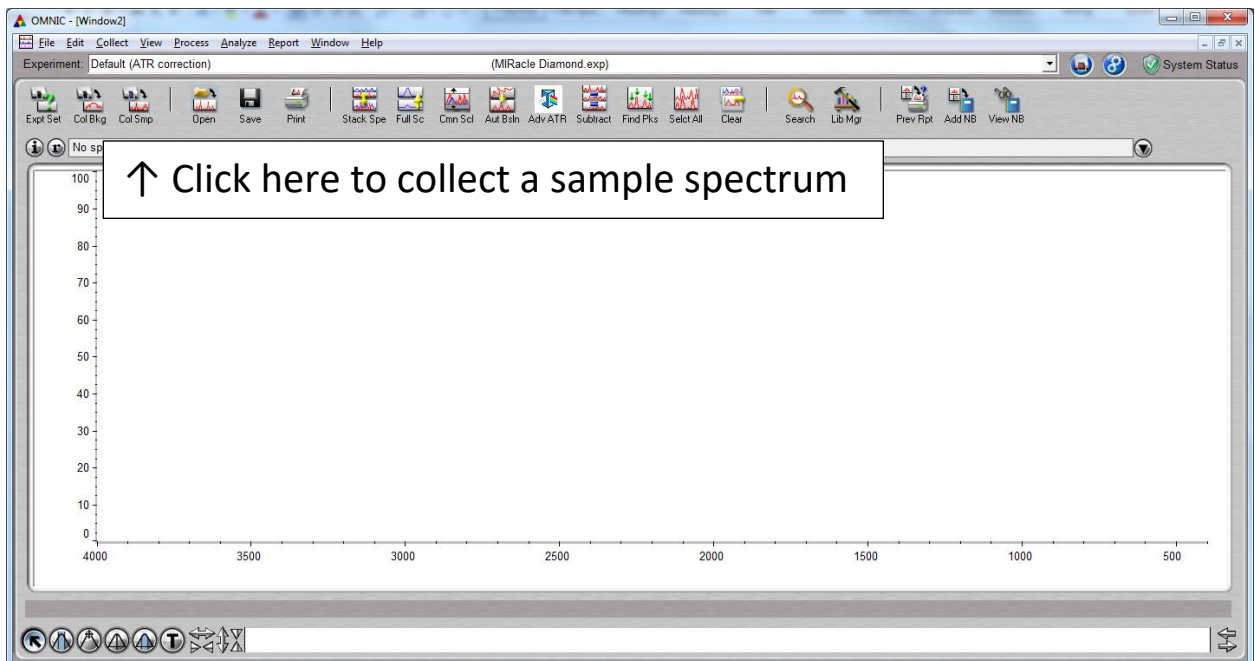 OMNIC - [Window2]
File Edit Collect View Process Analyze Report Window Help
Experiment: Default (ATR correction) (MIRacle Diamond.exp) System Status
Expt Set Col Bkg Col Smp Open Save Print Stack Spe Full Sc Cmn Scl Aut Bsln Adv ATR Subtract Find Pks Selct All Clear Search Lib Mgr Prev Rpt Add NB View NB
No sp
↑ Click here to collect a sample spectrum
100
90
80
70
60
50
40
30
20
10
0
4000 3500 3000 2500 2000 1500 1000 500
T